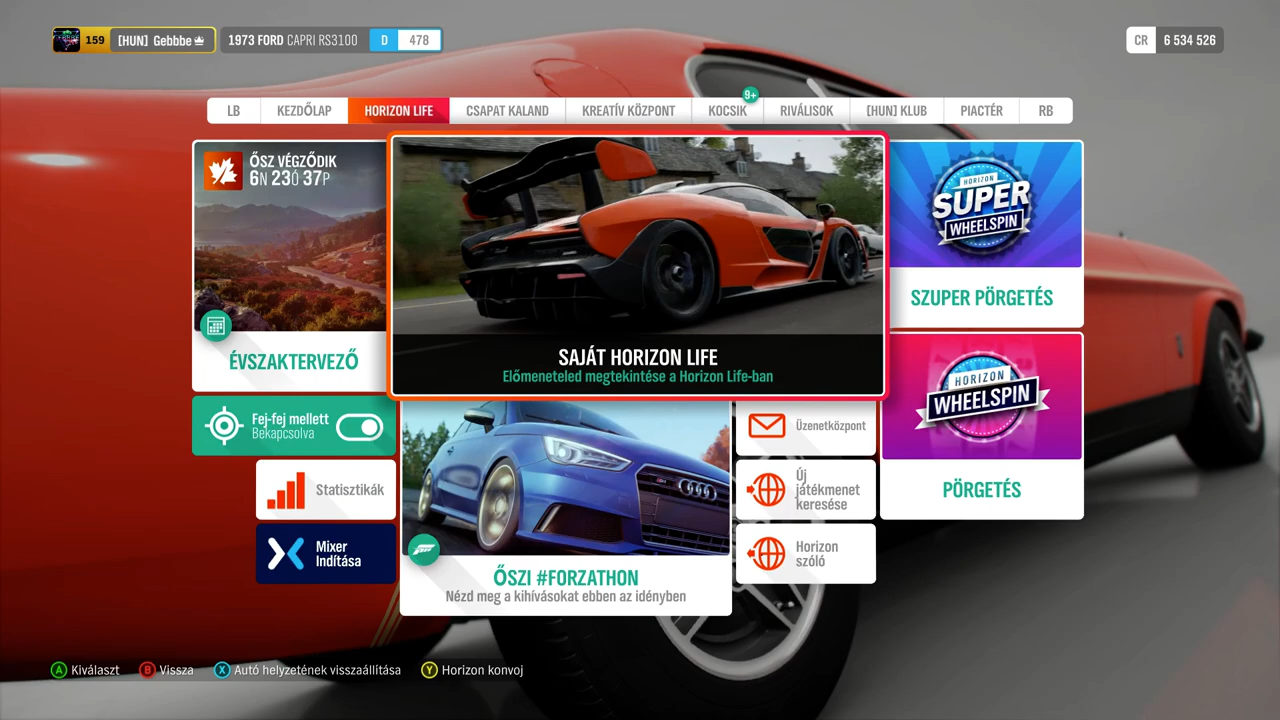 159 [HUN] Gebbbe
1973 FORD CAPRI RS3100
D 478
CR 6 534 526
LB
KEZDŐLAP
HORIZON LIFE
CSAPAT KALAND
KREATÍV KÖZPONT
KOCSIK
9+
RIVÁLISOK
[HUN] KLUB
PIACTÉR
RB
ŐSZ VÉGZŐDIK
6N 23Ó 37P
ÉVSZAKTERVEZŐ
SAJÁT HORIZON LIFE
Előmeneteled megtekintése a Horizon Life-ban
HORIZON
SUPER
WHEELSPIN
SZUPER PÖRGETÉS
HORIZON
WHEELSPIN
PÖRGETÉS
Fej-fej mellett
Bekapcsolva
Statisztikák
Mixer
Indítása
ŐSZI #FORZATHON
Nézd meg a kihívásokat ebben az idényben
Üzenetközpont
Új
játékmenet
keresése
Horizon
szóló
A Kiválaszt
B Vissza
X Autó helyzetének visszaállítása
Y Horizon konvoj